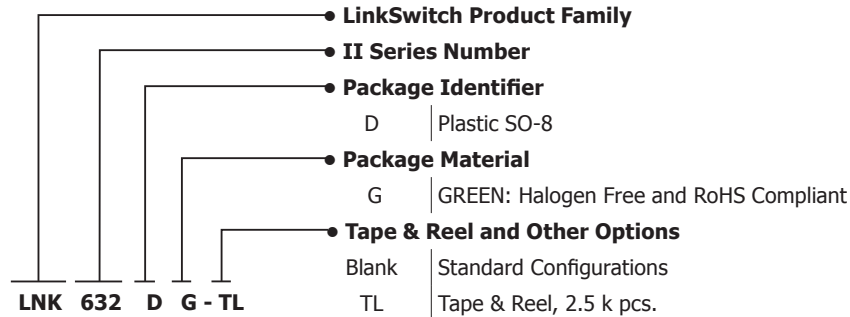 LinkSwitch Product Family
II Series Number
Package Identifier
D Plastic SO-8
Package Material
G GREEN: Halogen Free and RoHS Compliant
Tape & Reel and Other Options
Blank Standard Configurations
TL Tape & Reel, 2.5 k pcs.
LNK 632 D G - TL